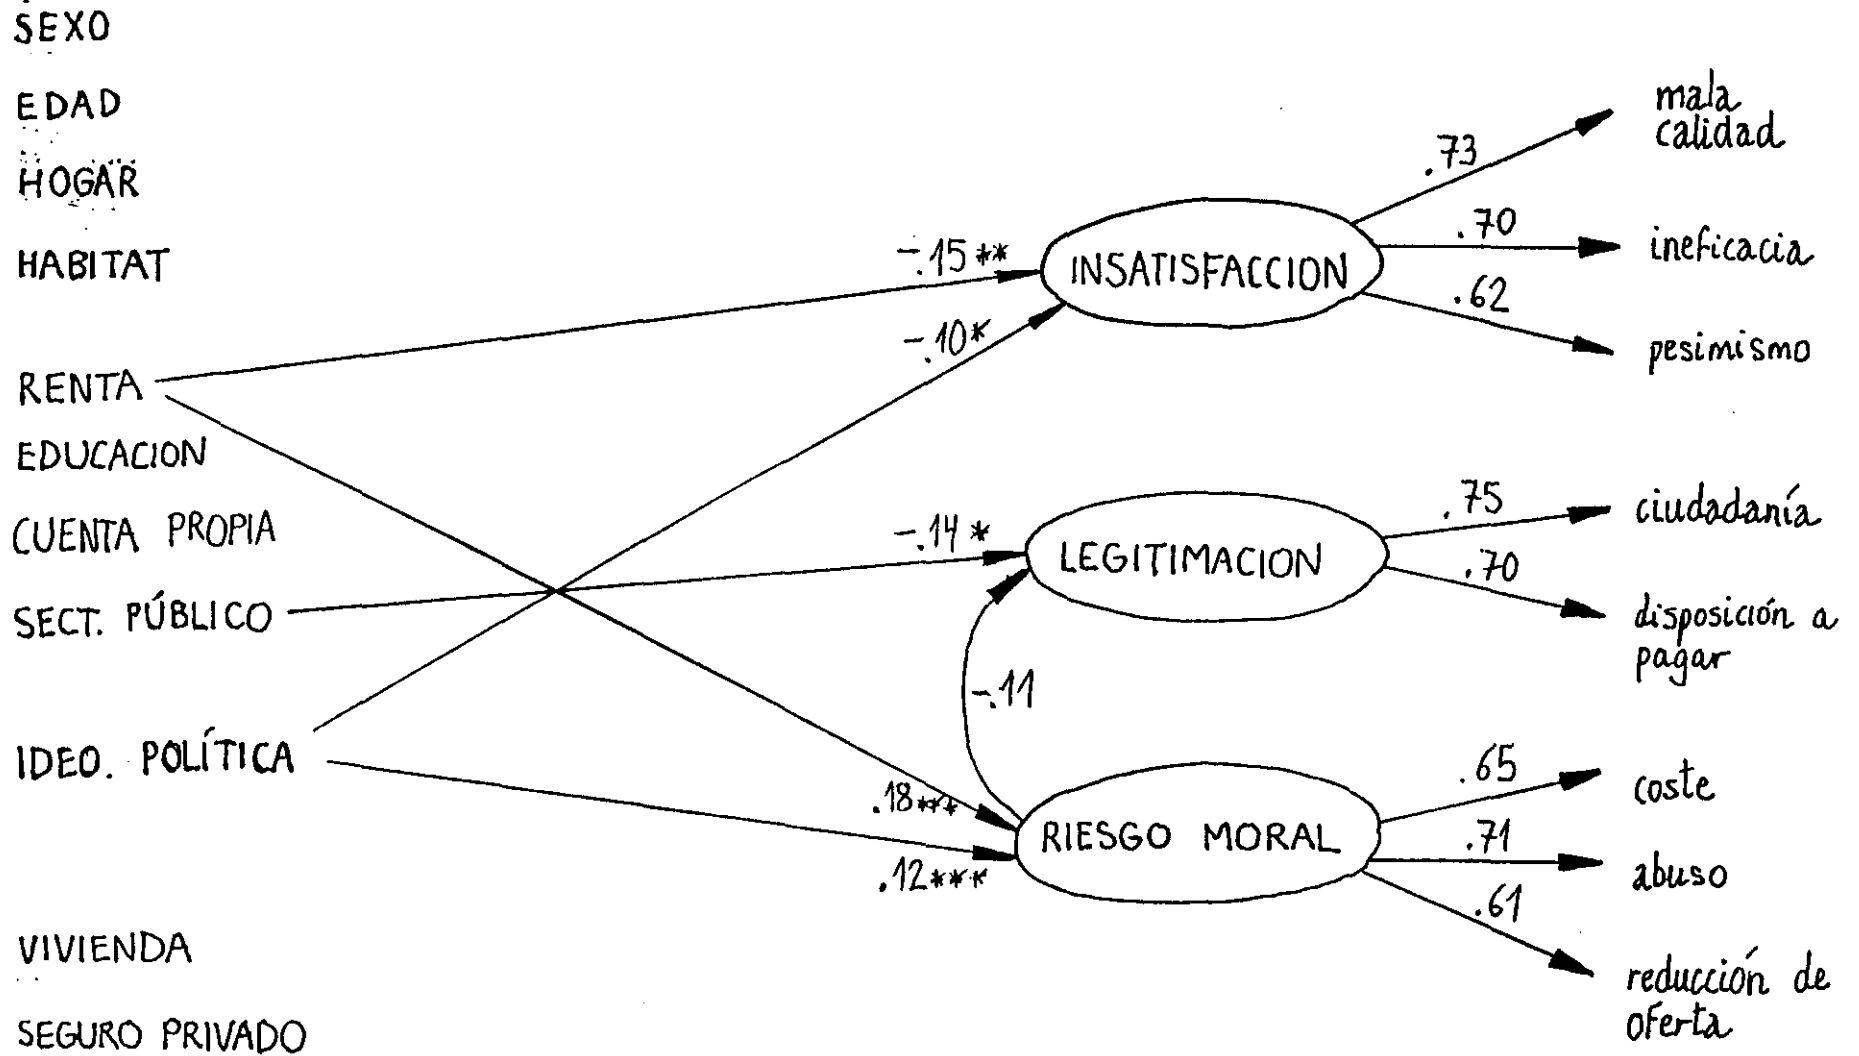 SEXO
EDAD
HOGAR
HABITAT
RENTA
EDUCACION
CUENTA PROPIA
SECT. PÚBLICO
IDEO. POLÍTICA
VIVIENDA
SEGURO PRIVADO
-.15**
-.10*
-.14*
-.11
.18***
.12***
INSATISFACCION
LEGITIMACION
RIESGO MORAL
.73
.70
.62
.75
.70
.65
.71
.61
mala
calidad
ineficacia
pesimismo
ciudadanía
disposición a
pagar
coste
abuso
reducción de
oferta